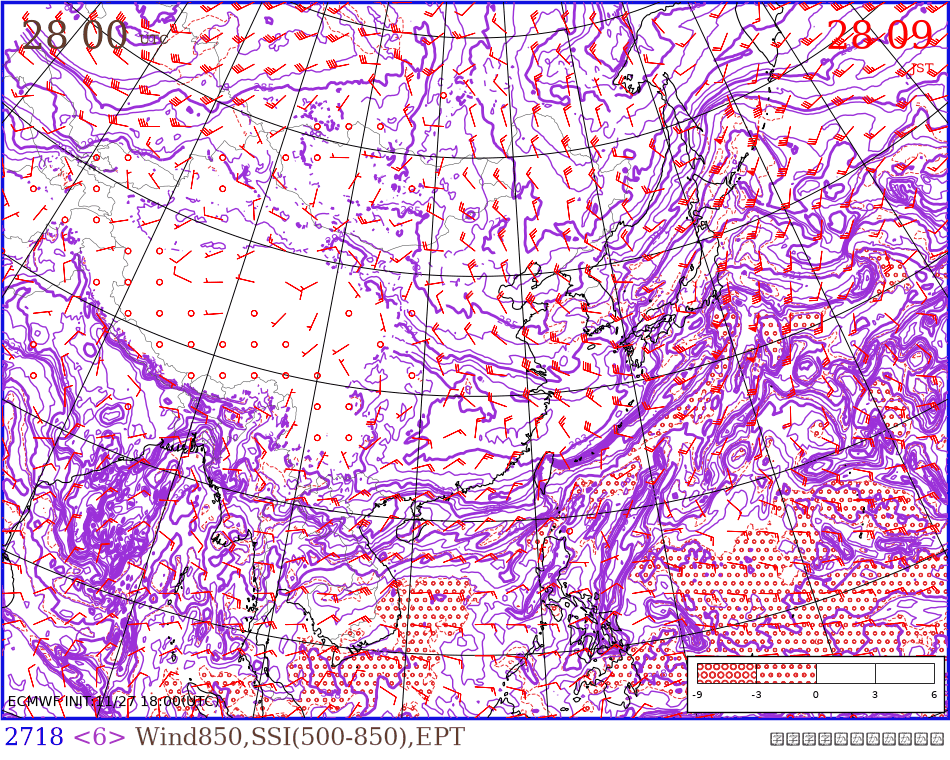 28 00 UTC
28 09
JST
ECMWF INIT:11/27 18:00(UTC)
-9 -3 0 3 6
2718 <6> Wind850,SSI(500-850),EPT